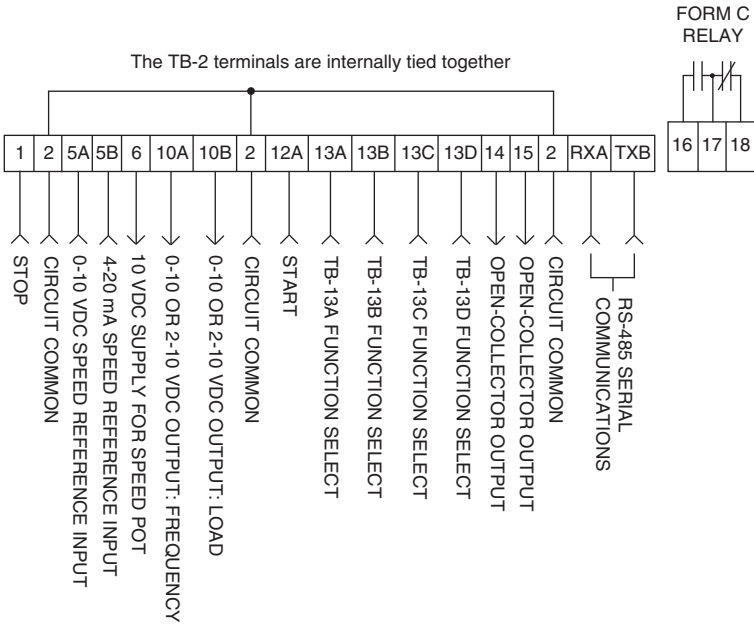 FORM C
RELAY
The TB-2 terminals are internally tied together
1 2 5A 5B 6 10A 10B 2 12A 13A 13B 13C 13D 14 15 2 RXA TXB
16 17 18
STOP
CIRCUIT COMMON
0-10 VDC SPEED REFERENCE INPUT
4-20 mA SPEED REFERENCE INPUT
10 VDC SUPPLY FOR SPEED POT
0-10 OR 2-10 VDC OUTPUT: FREQUENCY
0-10 OR 2-10 VDC OUTPUT: LOAD
CIRCUIT COMMON
START
TB-13A FUNCTION SELECT
TB-13B FUNCTION SELECT
TB-13C FUNCTION SELECT
TB-13D FUNCTION SELECT
OPEN-COLLECTOR OUTPUT
OPEN-COLLECTOR OUTPUT
CIRCUIT COMMON
RS-485 SERIAL
COMMUNICATIONS